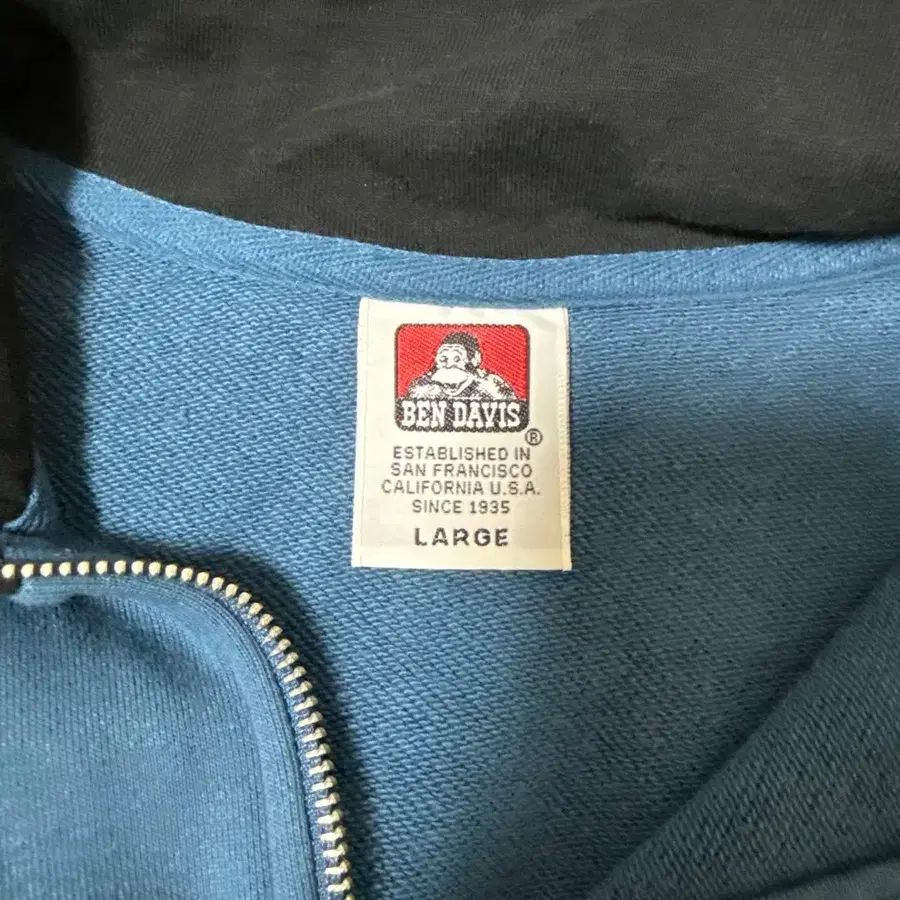 BEN DAVIS
®
ESTABLISHED IN
SAN FRANCISCO
CALIFORNIA U.S.A.
SINCE 1935
LARGE